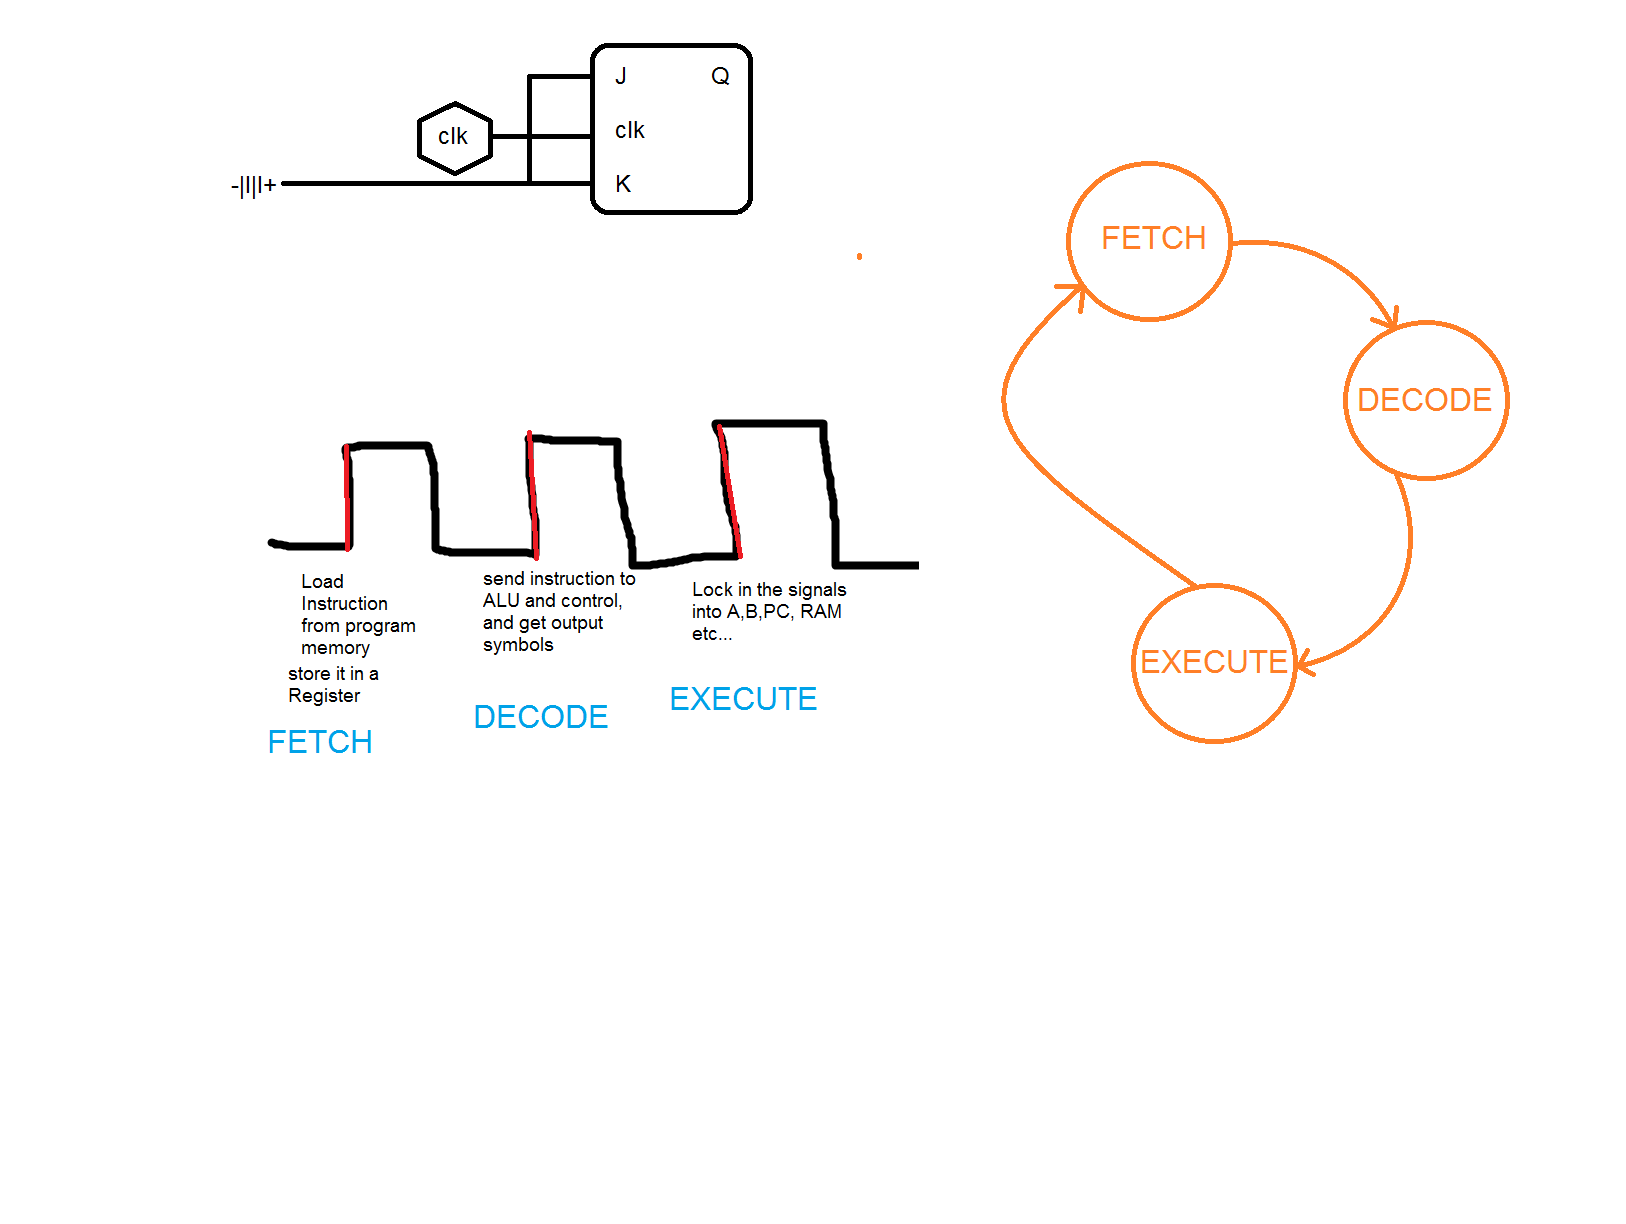 J Q
clk
clk
-||||+
K
FETCH
DECODE
EXECUTE
Load
Instruction
from program
memory
store it in a
Register
FETCH
send instruction to
ALU and control,
and get output
symbols
DECODE
Lock in the signals
into A,B,PC, RAM
etc...
EXECUTE